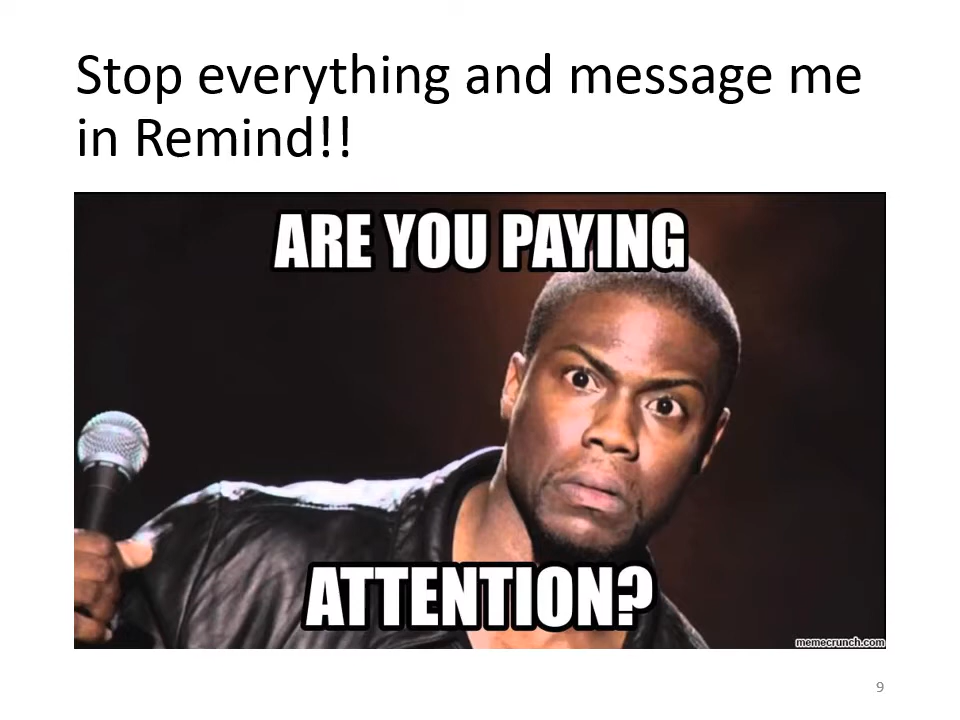 Stop everything and message me
in Remind!!
ARE YOU PAYING
ATTENTION?
memecrunch.com
9